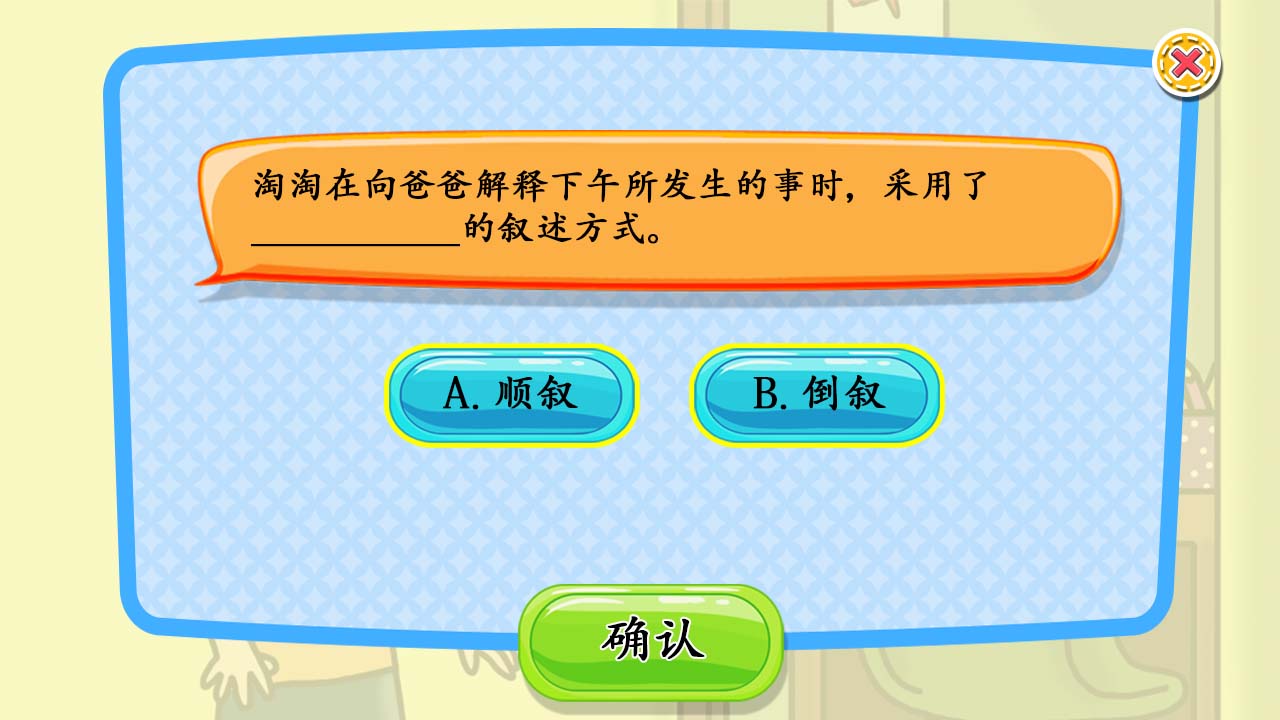 淘淘在向爸爸解释下午所发生的事时，采用了
___________的叙述方式。
A. 顺叙
B. 倒叙
确认